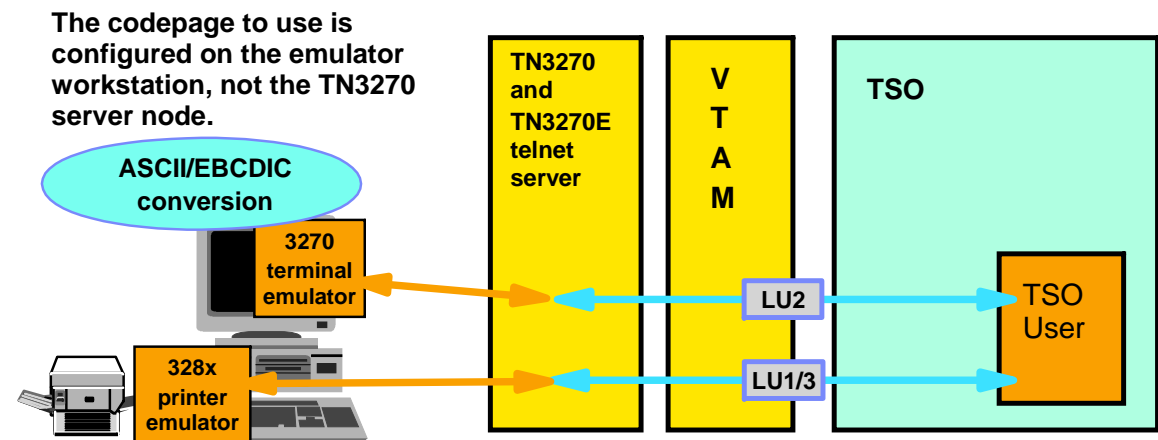 The codepage to use is
configured on the emulator
workstation, not the TN3270
server node.
ASCII/EBCDIC
conversion
3270
terminal
emulator
328x
printer
emulator
TN3270
and
TN3270E
telnet
server
V
T
A
M
LU2
LU1/3
TSO
TSO
User